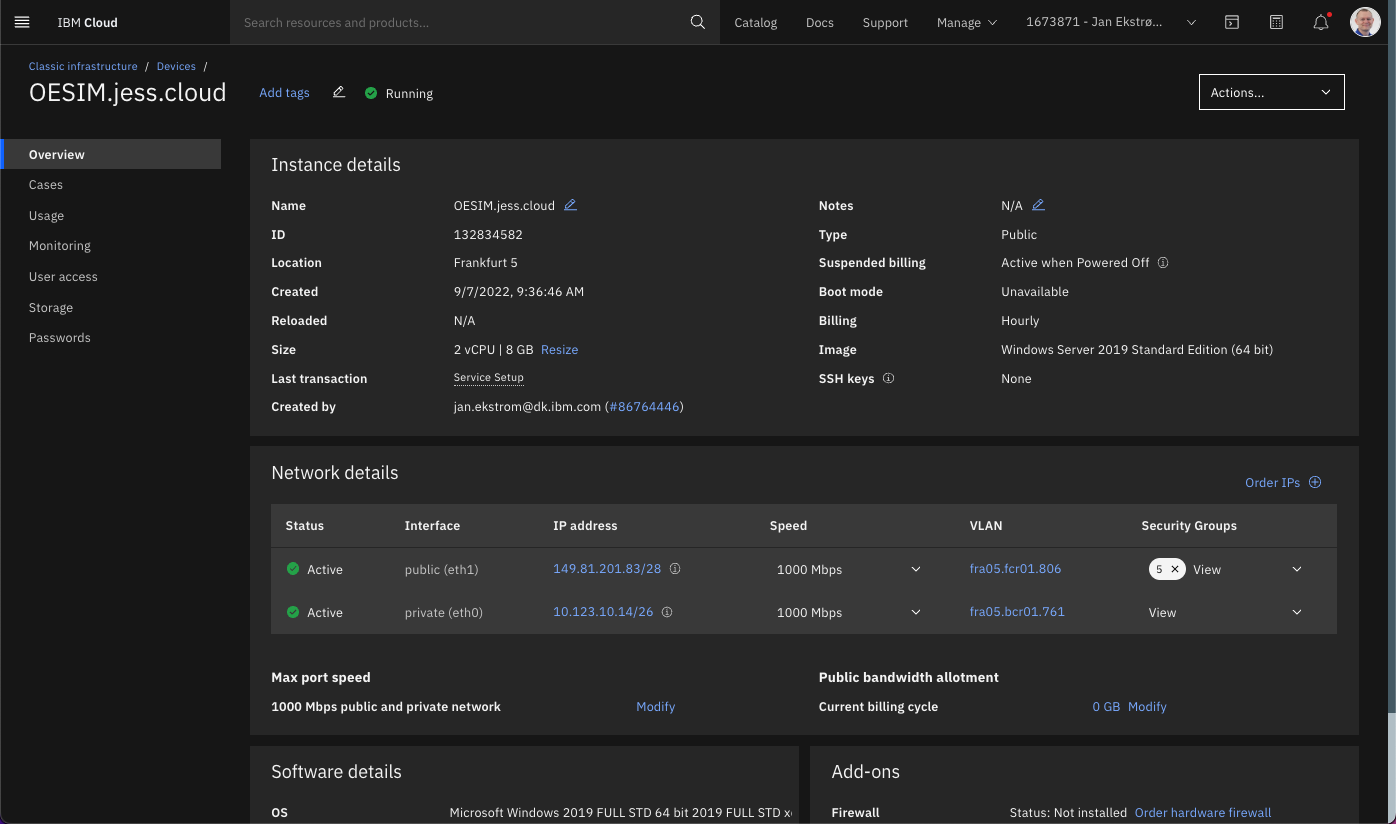 IBM Cloud
Search resources and products...
Catalog
Docs
Support
Manage
1673871 - Jan Ekstrø...
Classic infrastructure / Devices /
OESIM.jess.cloud
Add tags
Running
Actions...
Overview
Cases
Usage
Monitoring
User access
Storage
Passwords
Instance details
Name OESIM.jess.cloud
ID 132834582
Location Frankfurt 5
Created 9/7/2022, 9:36:46 AM
Reloaded N/A
Size 2 vCPU | 8 GB Resize
Last transaction Service Setup
Created by jan.ekstrom@dk.ibm.com (#86764446)
Notes N/A
Type Public
Suspended billing Active when Powered Off
Boot mode Unavailable
Billing Hourly
Image Windows Server 2019 Standard Edition (64 bit)
SSH keys None
Network details
Order IPs
Status Interface IP address Speed VLAN Security Groups
Active public (eth1) 149.81.201.83/28 1000 Mbps fra05.fcr01.806 5 × View
Active private (eth0) 10.123.10.14/26 1000 Mbps fra05.bcr01.761 View
Max port speed
1000 Mbps public and private network Modify
Public bandwidth allotment
Current billing cycle 0 GB Modify
Software details
OS Microsoft Windows 2019 FULL STD 64 bit 2019 FULL STD
Add-ons
Firewall Status: Not installed Order hardware firewall